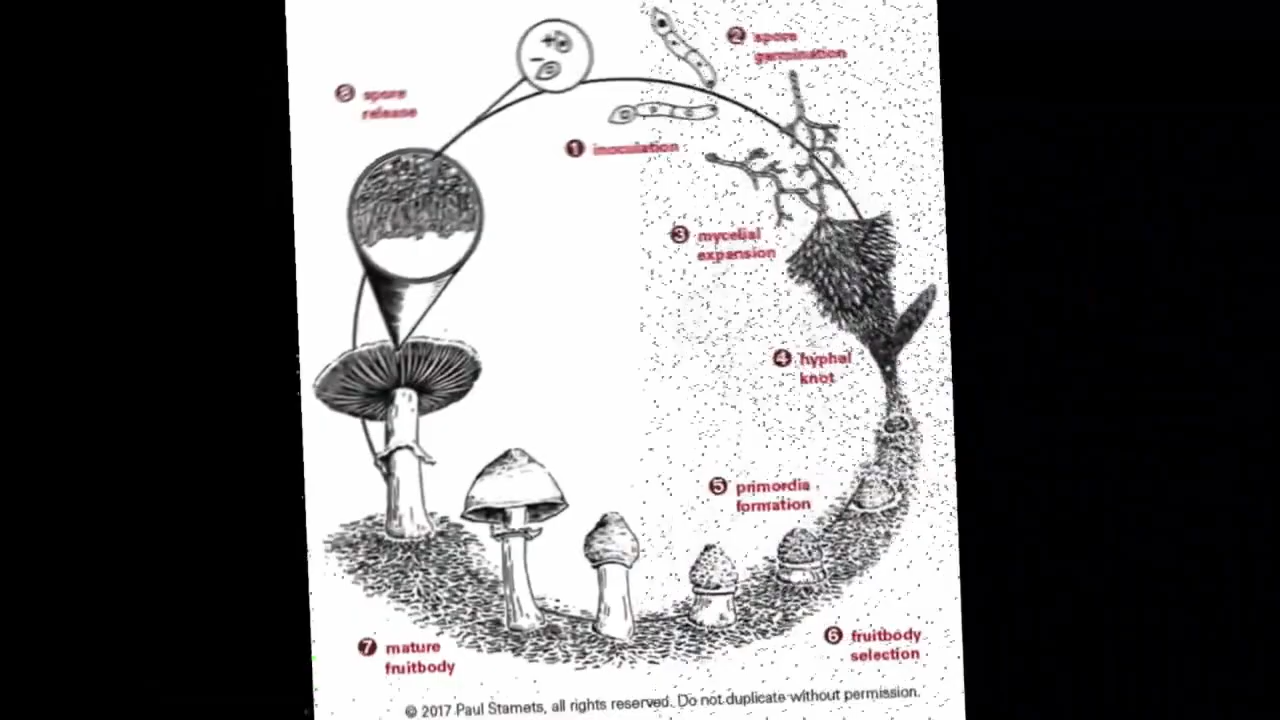 2 spore
germination
8 spore
release
1 inoculation
3 mycelial
expansion
4 hyphal
knot
5 primordia
formation
6 fruitbody
selection
7 mature
fruitbody
© 2017 Paul Stamets, all rights reserved. Do not duplicate without permission.